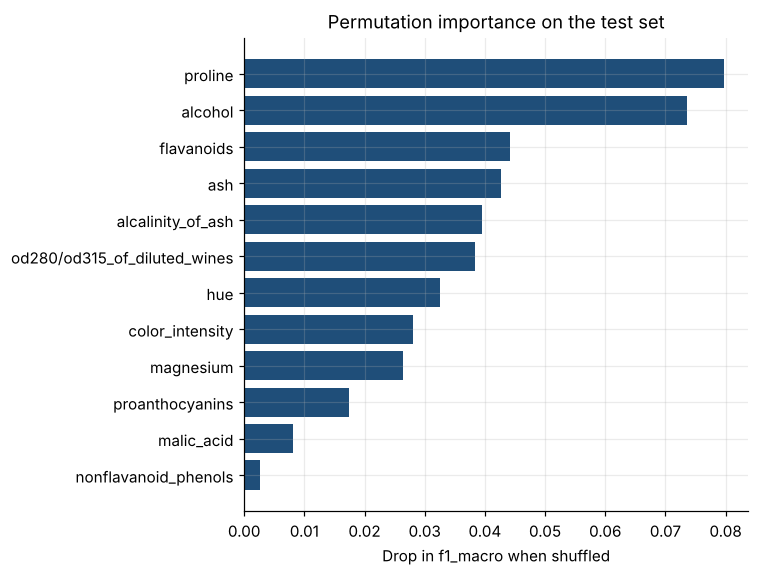 Permutation importance on the test set
proline
alcohol
flavanoids
ash
alcalinity_of_ash
od280/od315_of_diluted_wines
hue
color_intensity
magnesium
proanthocyanins
malic_acid
nonflavanoid_phenols
0.00 0.01 0.02 0.03 0.04 0.05 0.06 0.07 0.08
Drop in f1_macro when shuffled